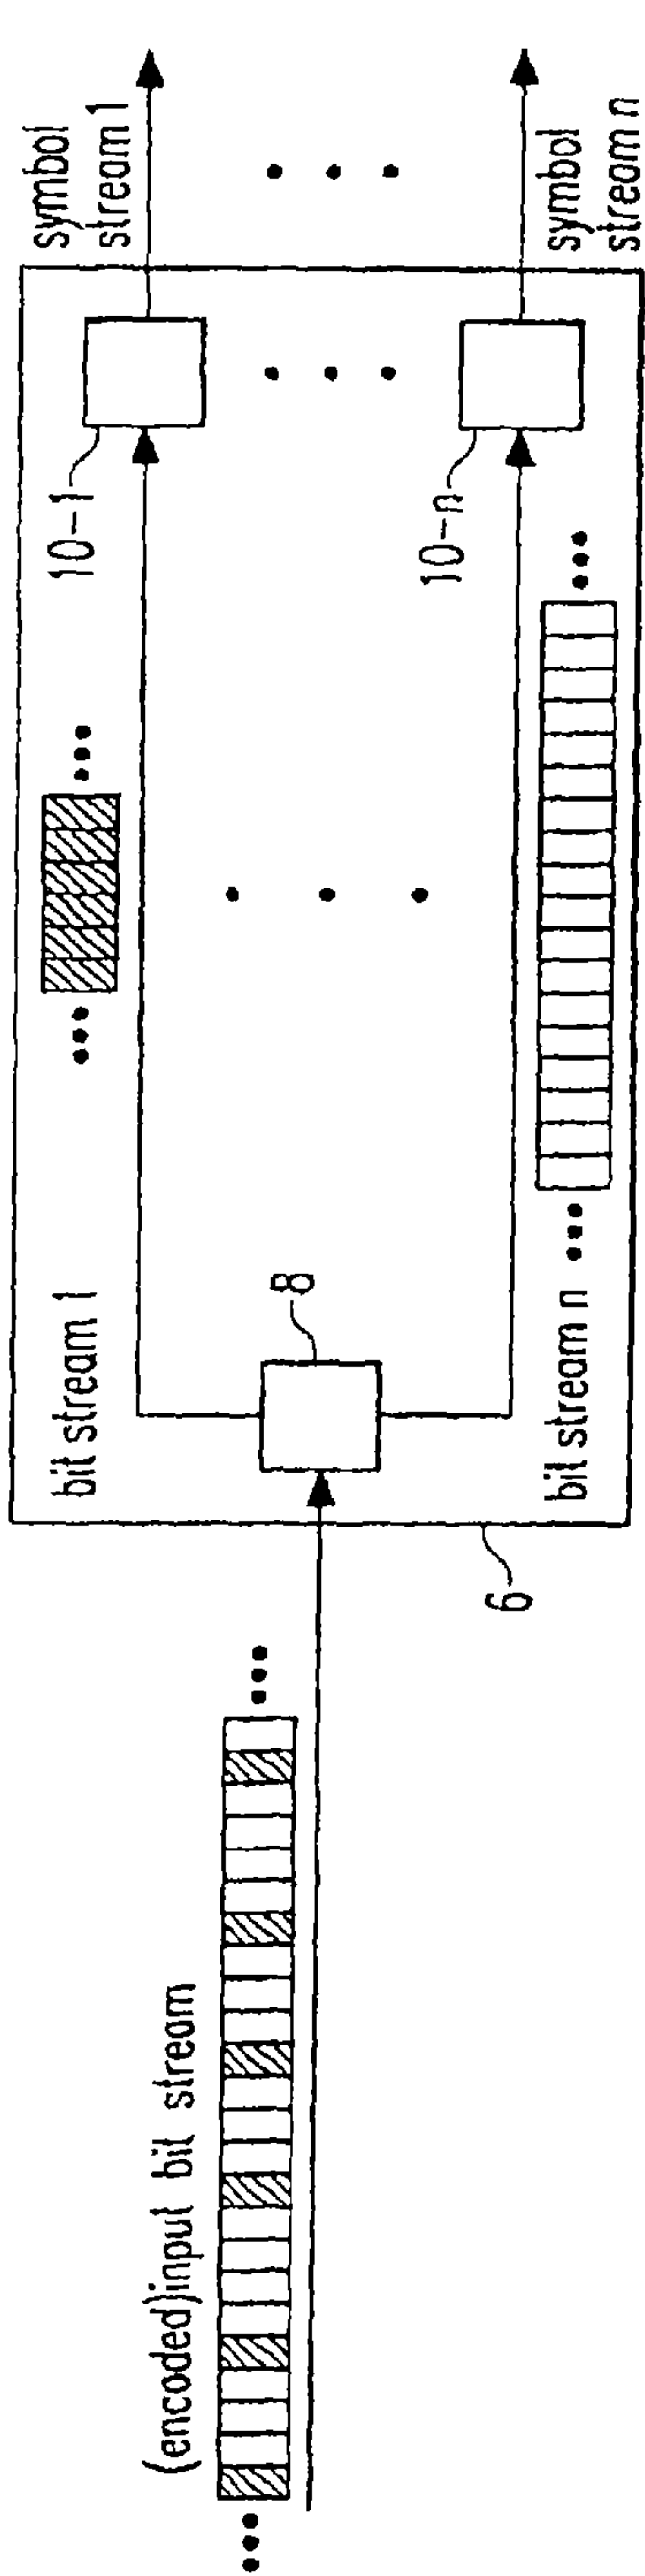 (encoded)input bit stream
6
8
bit stream 1
bit stream n
10-1
10-n
symbol
stream 1
symbol
stream n